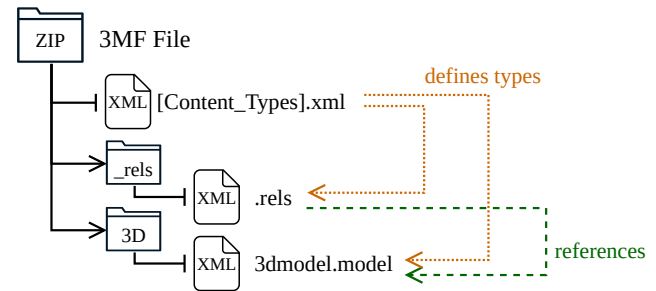 ZIP 3MF File
defines types
XML [Content_Types].xml
_rels
XML .rels
3D
references
XML 3dmodel.model